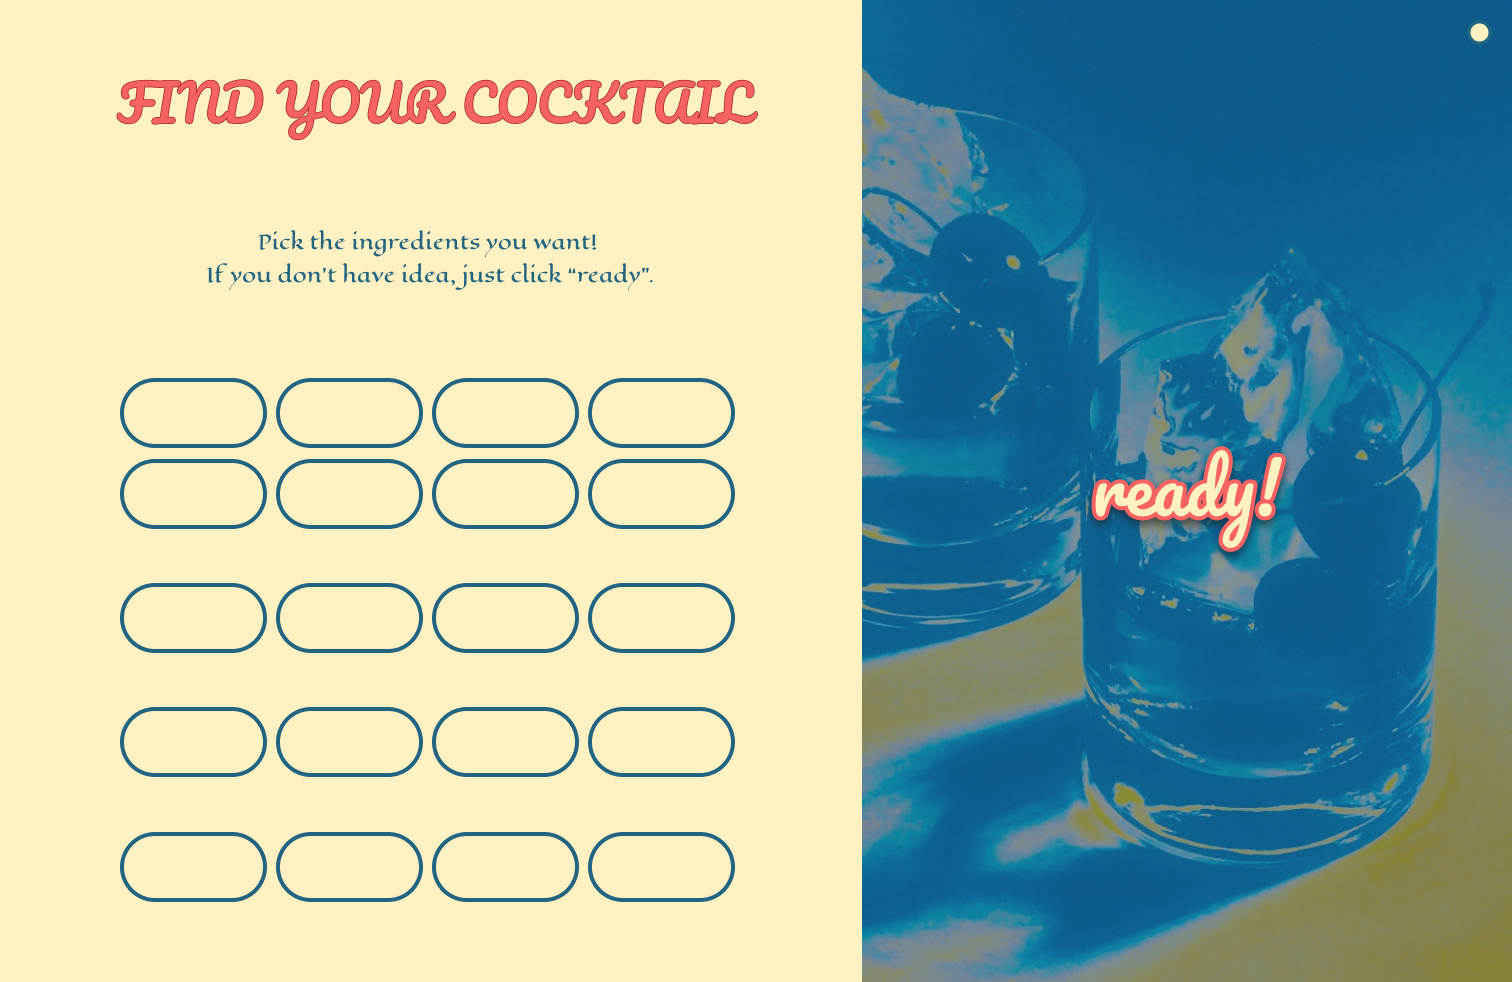 FIND YOUR COCKTAIL
Pick the ingredients you want!
If you don't have idea, just click "ready".
ready!